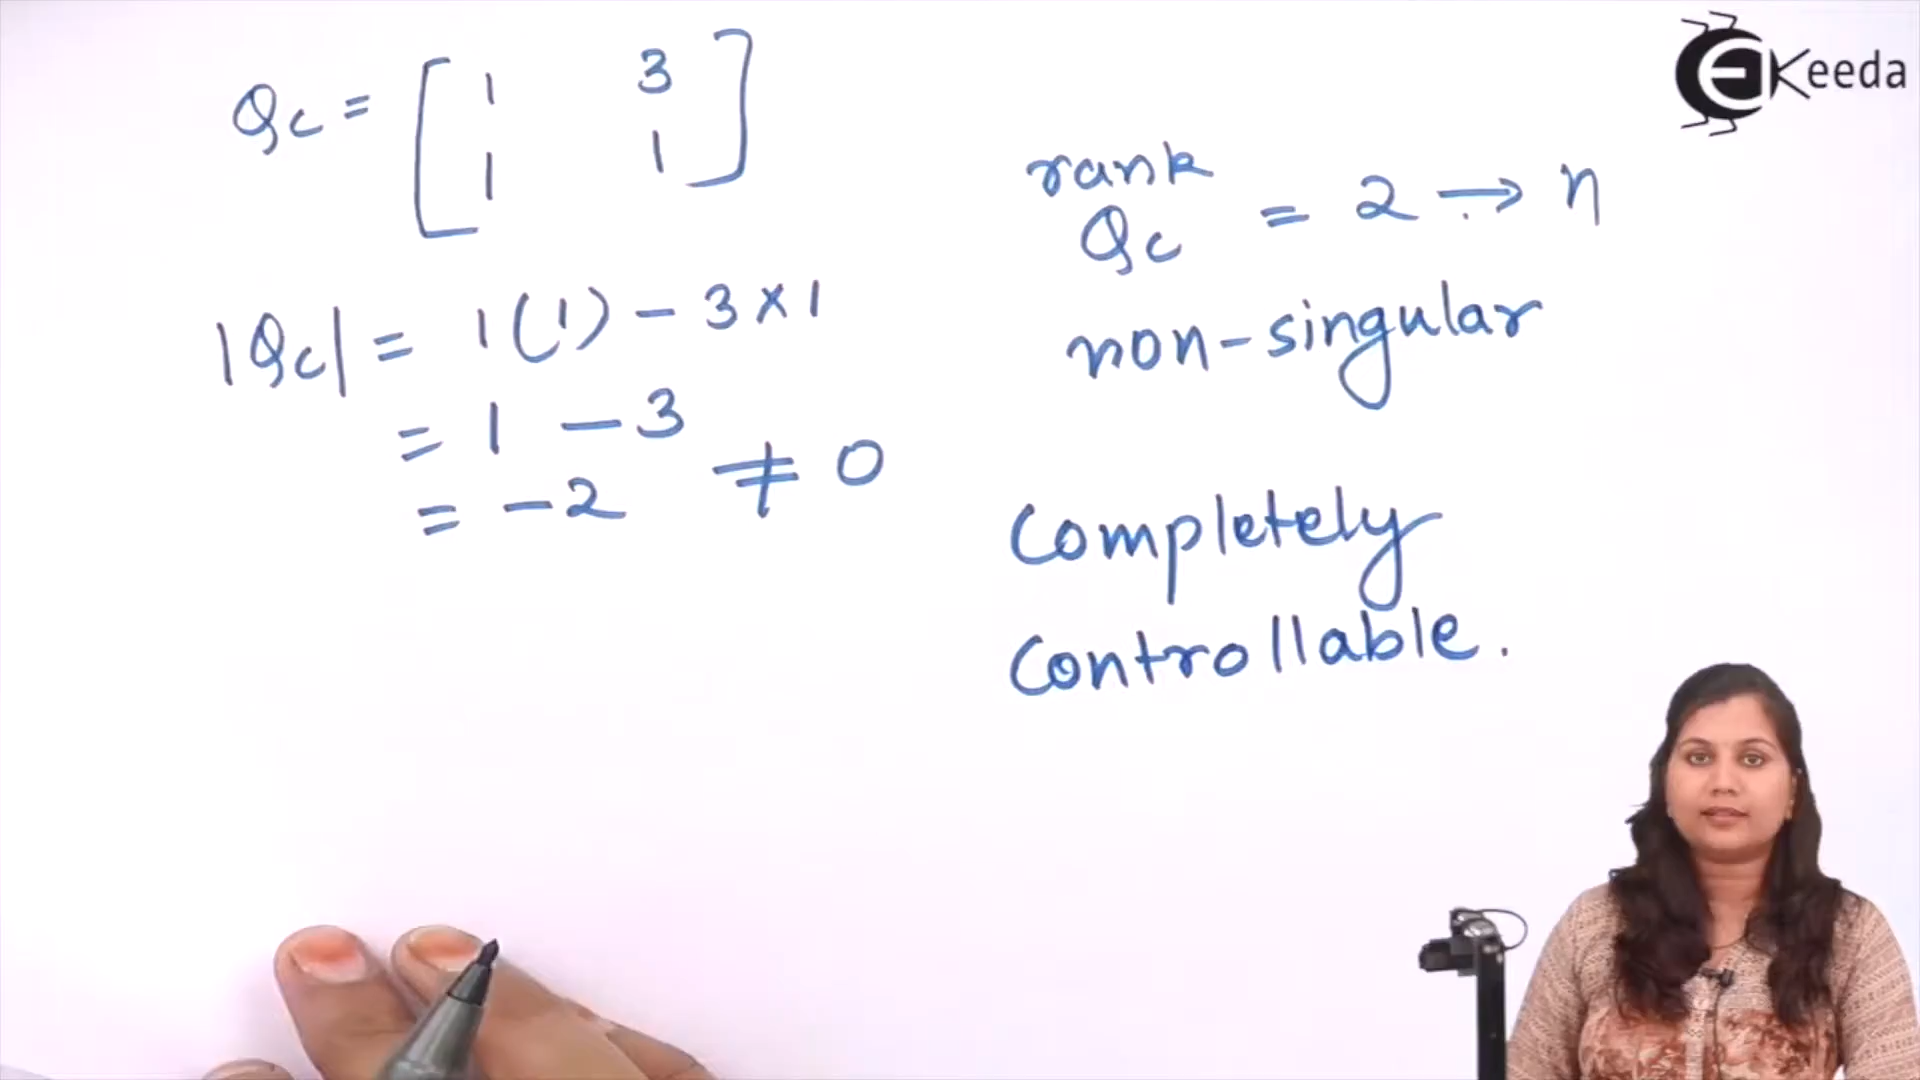 Qc = [ 1 3
1 1 ]
|Qc| = 1(1) - 3×1
= 1 - 3
= -2 ≠ 0
rank
Qc = 2 → n
non-singular
Completely
Controllable.
EKeeda